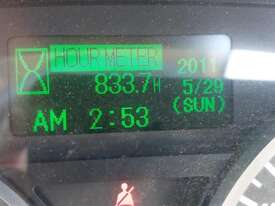 HOUR METER 2011
833.7H 5/29
(SUN)
AM 2:53